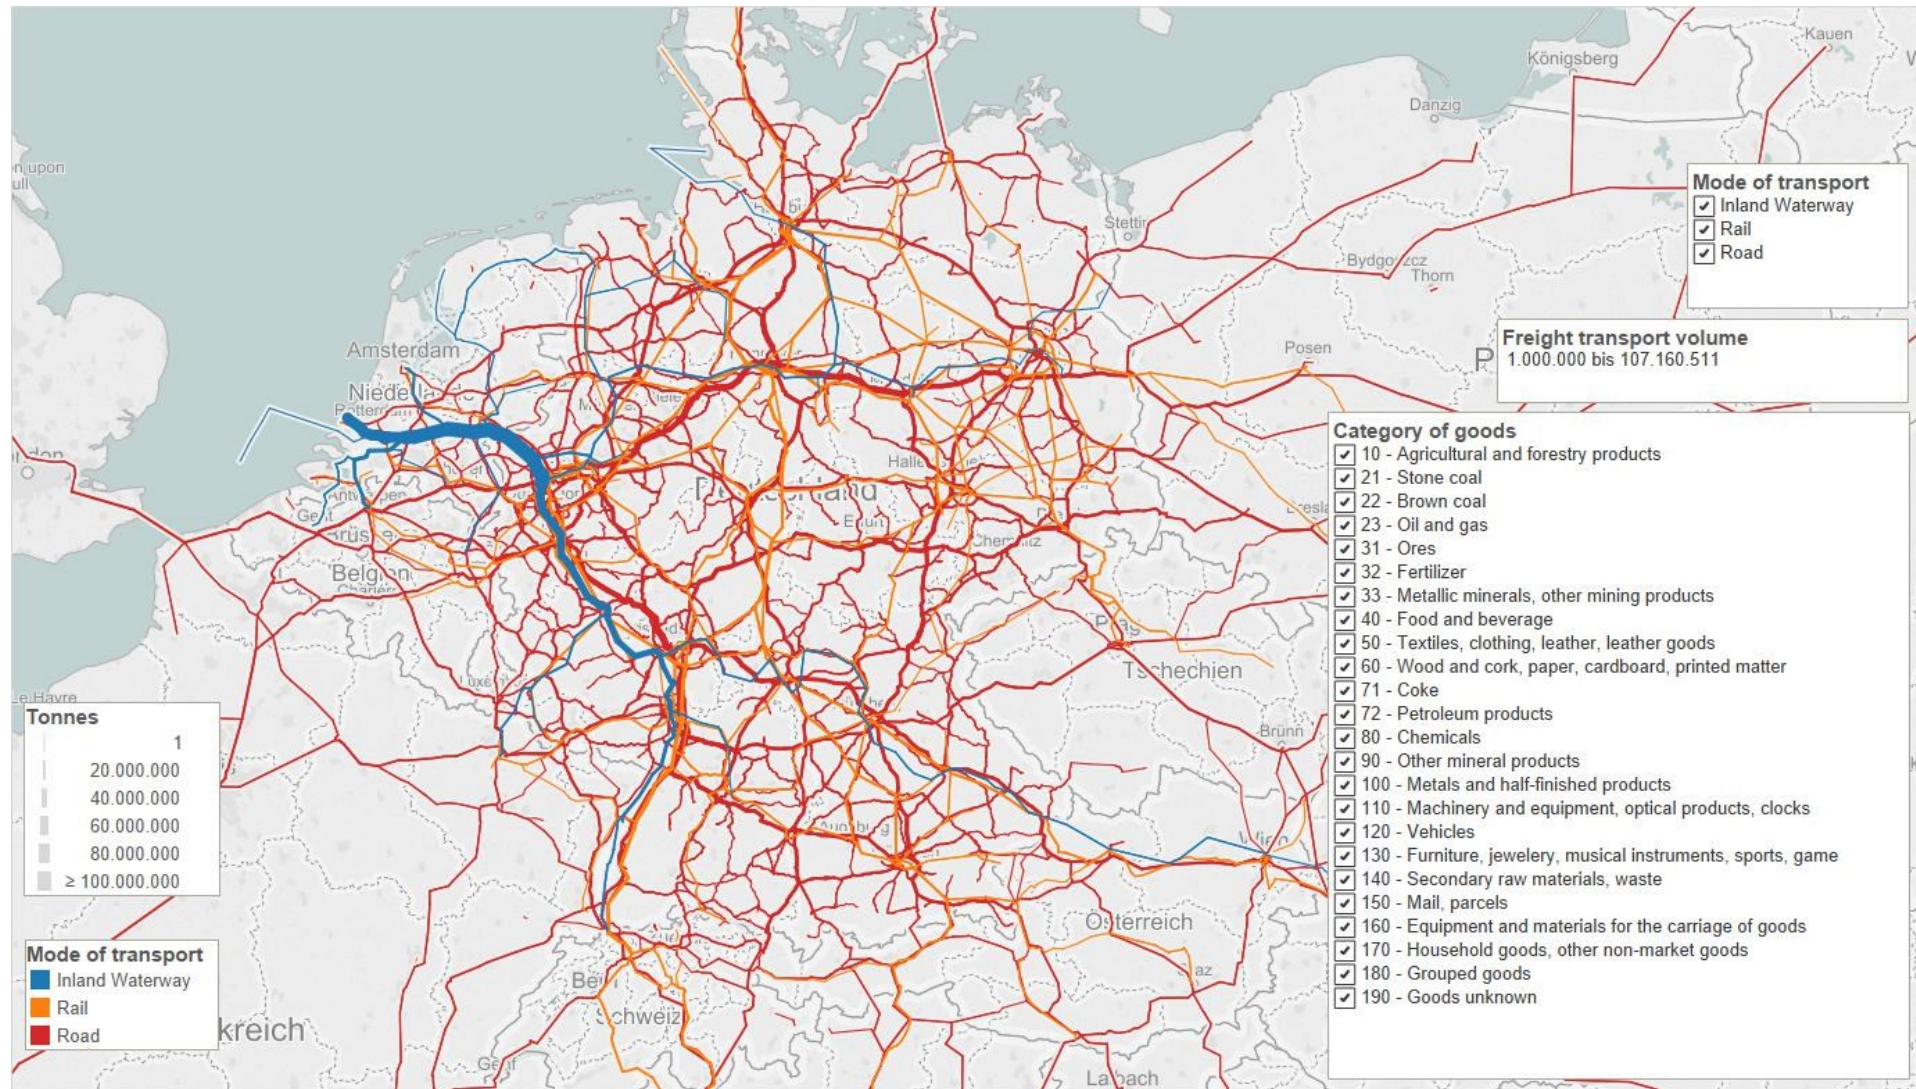 Kauen
Königsberg
Danzig
Stettin
Bydgoszcz
Thorn
Amsterdam
Posen
Rotterdam
Antwerpen
Gent
Erfurt
Chemnitz
Belgien
Prag
Tschechien
Le Havre
Brünn
Augsburg
Wien
Österreich
Schweiz
Genf
Laibach
kreich
Mode of transport
Inland Waterway
Rail
Road
Freight transport volume
1.000.000 bis 107.160.511
Category of goods
10 - Agricultural and forestry products
21 - Stone coal
22 - Brown coal
23 - Oil and gas
31 - Ores
32 - Fertilizer
33 - Metallic minerals, other mining products
40 - Food and beverage
50 - Textiles, clothing, leather, leather goods
60 - Wood and cork, paper, cardboard, printed matter
71 - Coke
72 - Petroleum products
80 - Chemicals
90 - Other mineral products
100 - Metals and half-finished products
110 - Machinery and equipment, optical products, clocks
120 - Vehicles
130 - Furniture, jewelery, musical instruments, sports, game
140 - Secondary raw materials, waste
150 - Mail, parcels
160 - Equipment and materials for the carriage of goods
170 - Household goods, other non-market goods
180 - Grouped goods
190 - Goods unknown
Tonnes
1
20.000.000
40.000.000
60.000.000
80.000.000
≥ 100.000.000
Mode of transport
Inland Waterway
Rail
Road